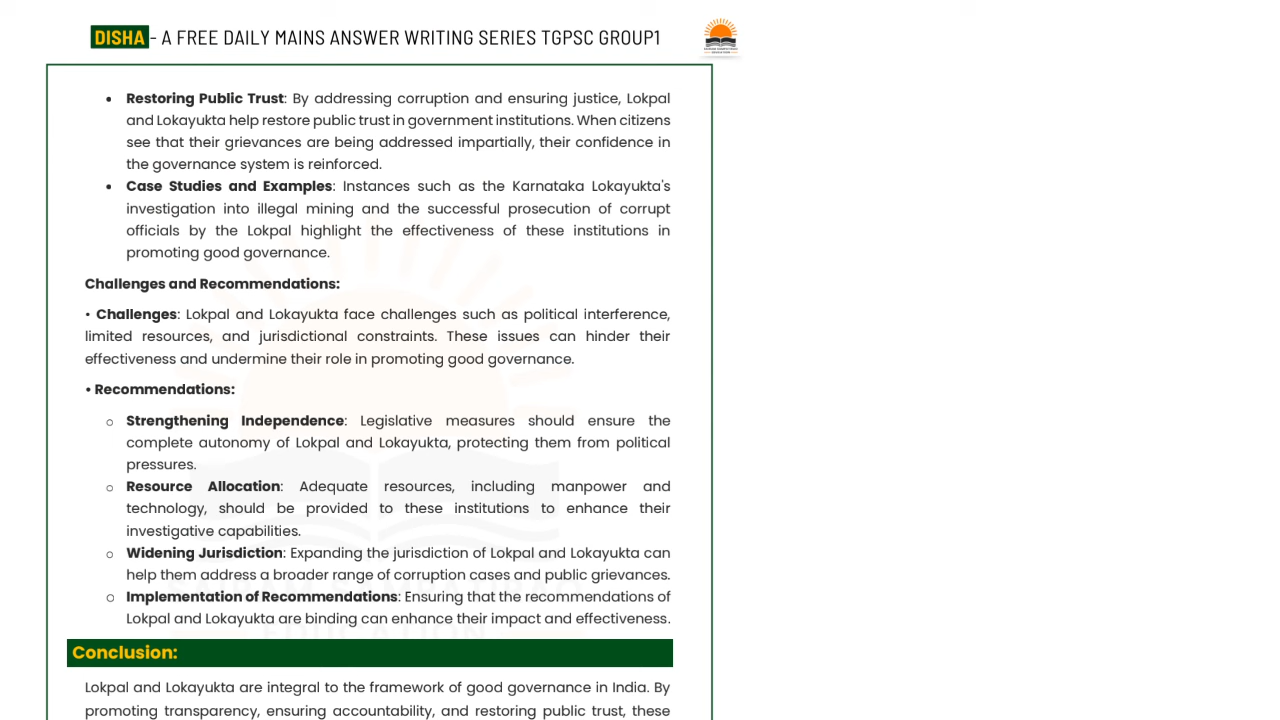 DISHA - A FREE DAILY MAINS ANSWER WRITING SERIES TGPSC GROUP1
• Restoring Public Trust: By addressing corruption and ensuring justice, Lokpal
and Lokayukta help restore public trust in government institutions. When citizens
see that their grievances are being addressed impartially, their confidence in
the governance system is reinforced.
• Case Studies and Examples: Instances such as the Karnataka Lokayukta's
investigation into illegal mining and the successful prosecution of corrupt
officials by the Lokpal highlight the effectiveness of these institutions in
promoting good governance.
Challenges and Recommendations:
• Challenges: Lokpal and Lokayukta face challenges such as political interference,
limited resources, and jurisdictional constraints. These issues can hinder their
effectiveness and undermine their role in promoting good governance.
• Recommendations:
o Strengthening Independence: Legislative measures should ensure the
complete autonomy of Lokpal and Lokayukta, protecting them from political
pressures.
o Resource Allocation: Adequate resources, including manpower and
technology, should be provided to these institutions to enhance their
investigative capabilities.
o Widening Jurisdiction: Expanding the jurisdiction of Lokpal and Lokayukta can
help them address a broader range of corruption cases and public grievances.
o Implementation of Recommendations: Ensuring that the recommendations of
Lokpal and Lokayukta are binding can enhance their impact and effectiveness.
EDUCATION
Conclusion:
Lokpal and Lokayukta are integral to the framework of good governance in India. By
promoting transparency, ensuring accountability, and restoring public trust, these